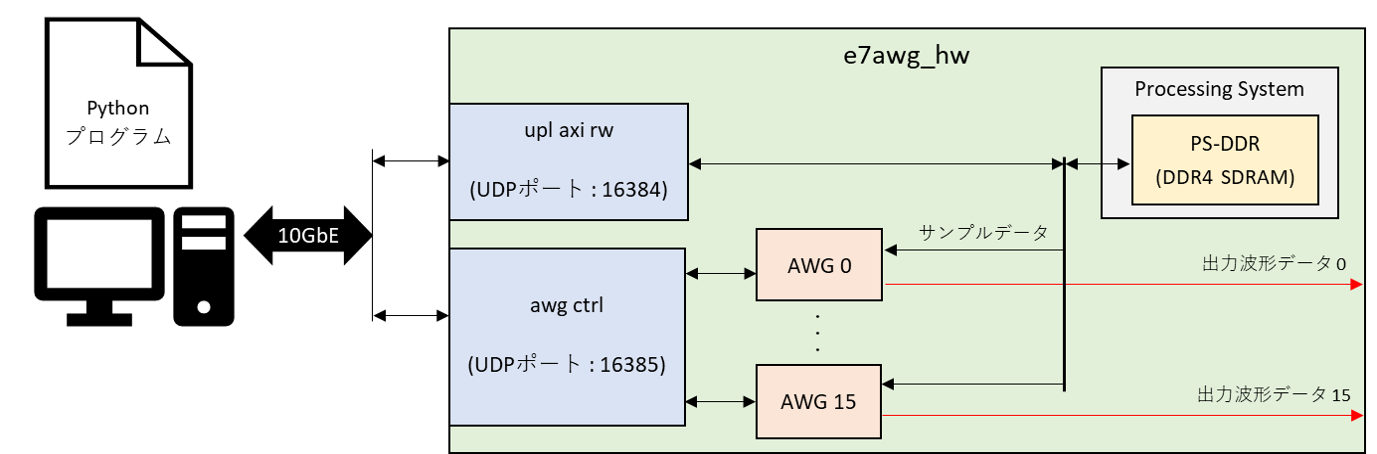 e7awg_hw
Python
プログラム
10GbE
upl axi rw
(UDPポート : 16384)
awg ctrl
(UDPポート : 16385)
Processing System
PS-DDR
(DDR4 SDRAM)
サンプルデータ
AWG 0
出力波形データ0
.
.
.
AWG 15
出力波形データ15